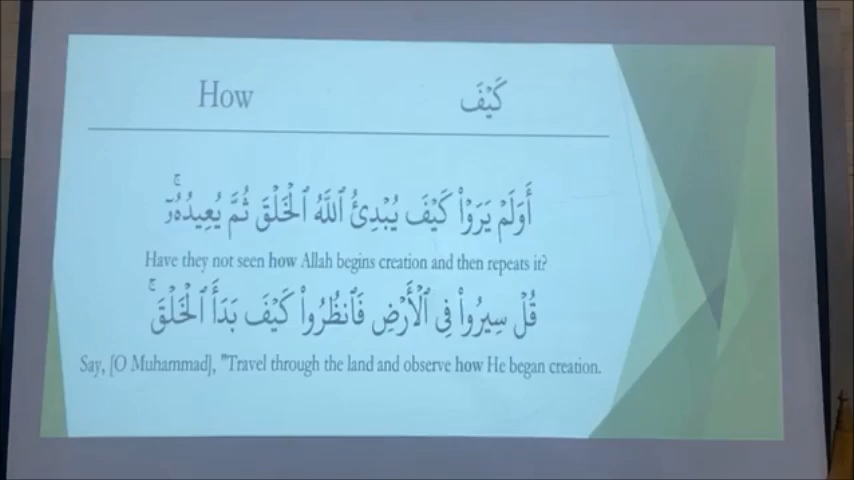 How كَيْفَ
أَوَلَمْ يَرَوْا۟ كَيْفَ يُبْدِئُ ٱللَّهُ ٱلْخَلْقَ ثُمَّ يُعِيدُهُۥٓ ۚ
Have they not seen how Allah begins creation and then repeats it?
قُلْ سِيرُوا۟ فِى ٱلْأَرْضِ فَٱنظُرُوا۟ كَيْفَ بَدَأَ ٱلْخَلْقَ ۚ
Say, [O Muhammad], "Travel through the land and observe how He began creation.